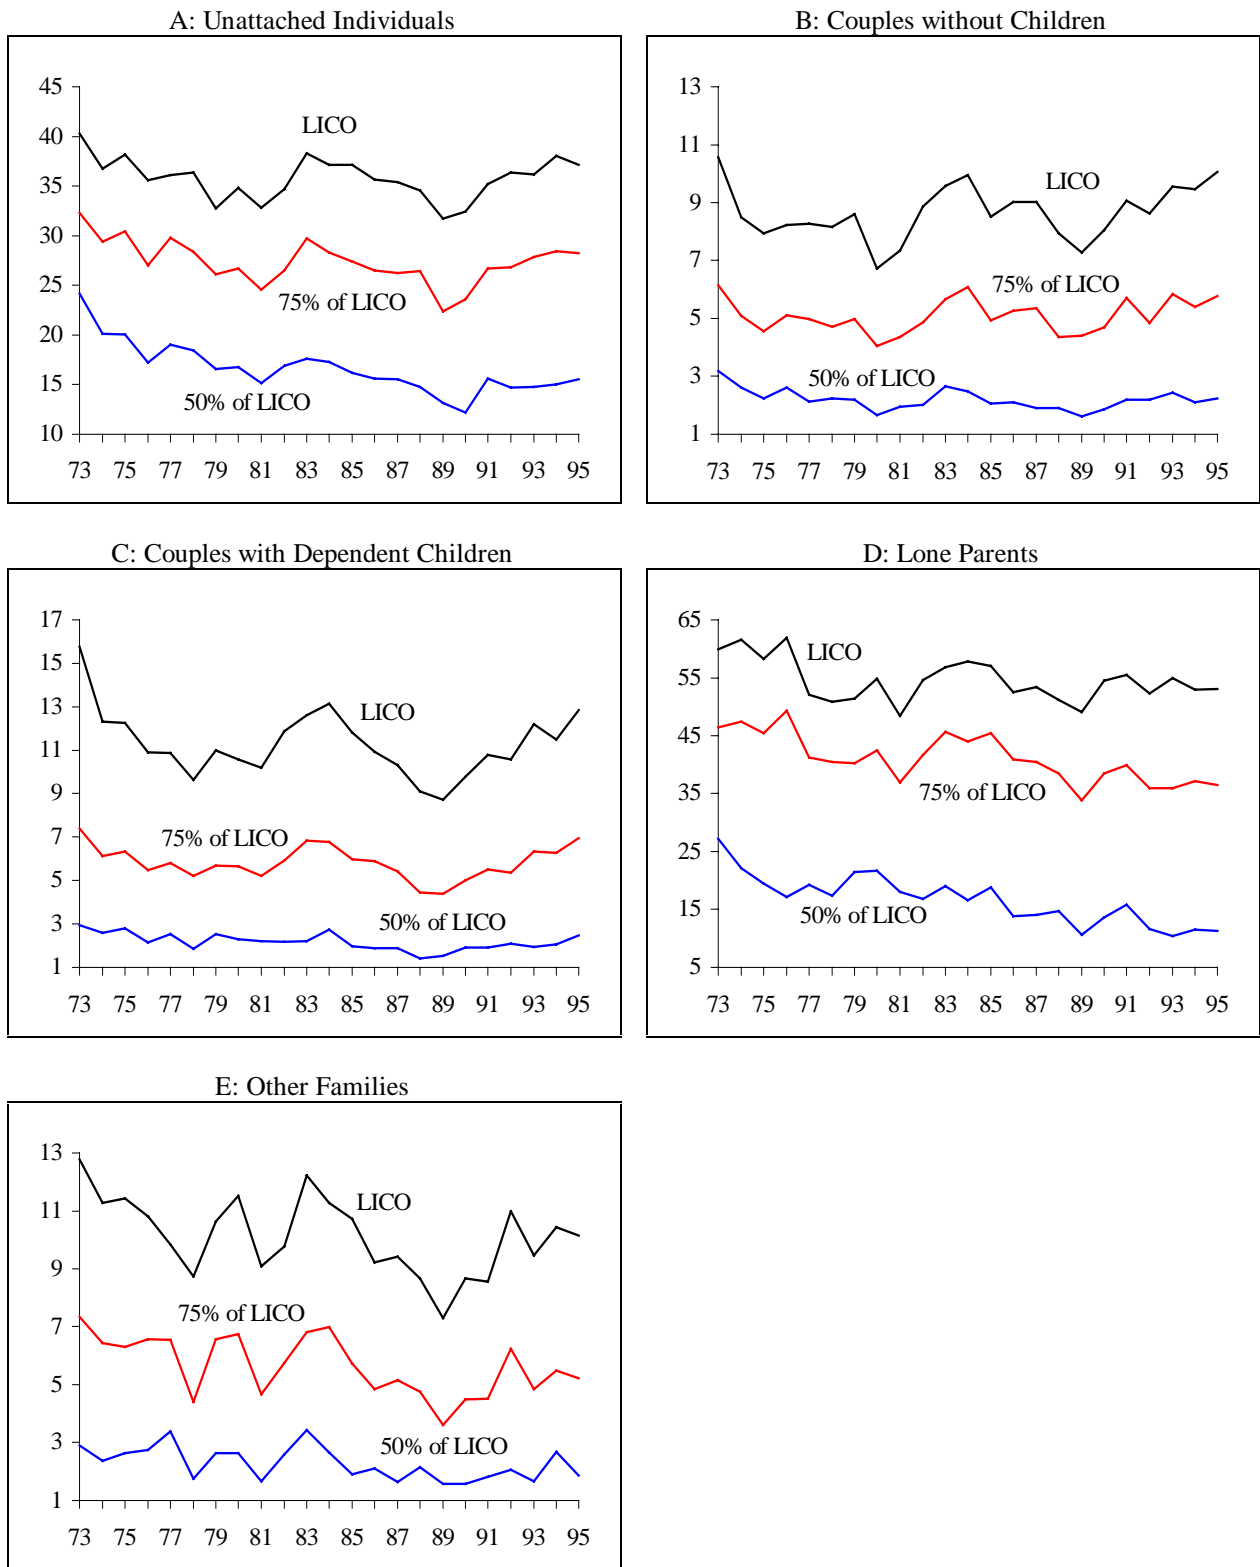 A: Unattached Individuals
45
40
35
30
25
20
15
10
LICO
75% of LICO
50% of LICO
73 75 77 79 81 83 85 87 89 91 93 95
B: Couples without Children
13
11
9
7
5
3
1
LICO
75% of LICO
50% of LICO
73 75 77 79 81 83 85 87 89 91 93 95
C: Couples with Dependent Children
17
15
13
11
9
7
5
3
1
LICO
75% of LICO
50% of LICO
73 75 77 79 81 83 85 87 89 91 93 95
D: Lone Parents
65
55
45
35
25
15
5
LICO
75% of LICO
50% of LICO
73 75 77 79 81 83 85 87 89 91 93 95
E: Other Families
13
11
9
7
5
3
1
LICO
75% of LICO
50% of LICO
73 75 77 79 81 83 85 87 89 91 93 95